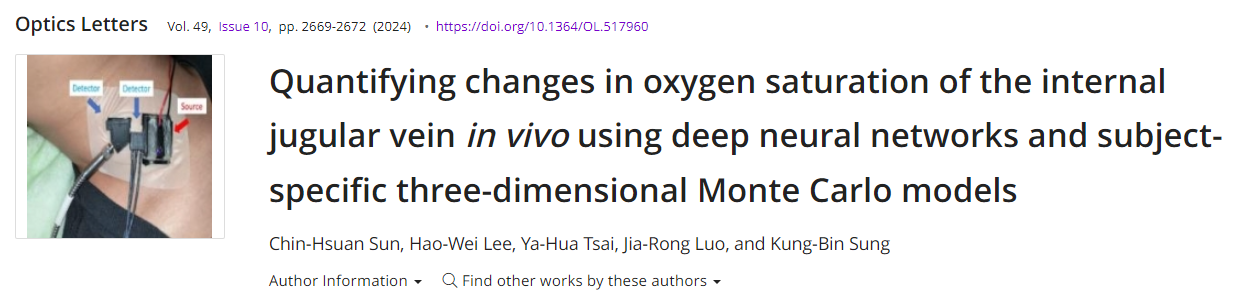 Optics Letters Vol. 49, Issue 10, pp. 2669-2672 (2024) • https://doi.org/10.1364/OL.517960
Detector
Detector
Source
Quantifying changes in oxygen saturation of the internal
jugular vein in vivo using deep neural networks and subject-
specific three-dimensional Monte Carlo models
Chin-Hsuan Sun, Hao-Wei Lee, Ya-Hua Tsai, Jia-Rong Luo, and Kung-Bin Sung
Author Information Find other works by these authors